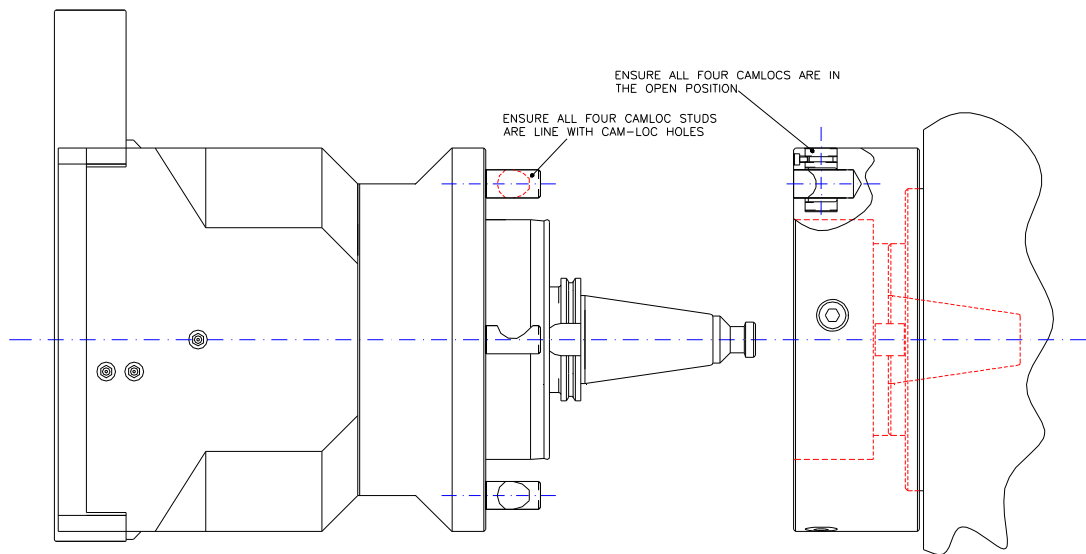 ENSURE ALL FOUR CAMLOCS ARE IN
THE OPEN POSITION
ENSURE ALL FOUR CAMLOC STUDS
ARE LINE WITH CAM-LOC HOLES